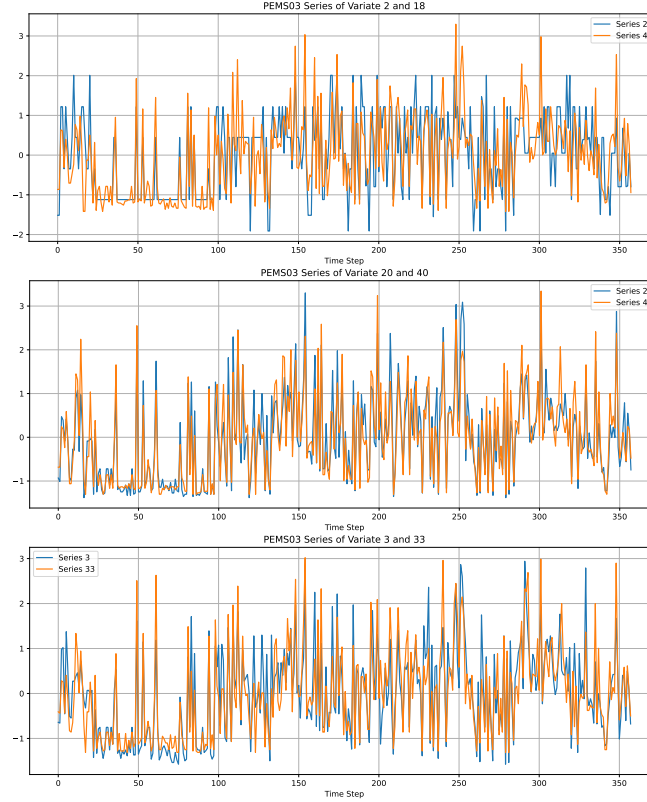 PEMS03 Series of Variate 2 and 18
Series 2
Series 4
3
2
1
0
−1
−2
0 50 100 150 200 250 300 350
Time Step
PEMS03 Series of Variate 20 and 40
Series 2
Series 4
3
2
1
0
−1
0 50 100 150 200 250 300 350
Time Step
PEMS03 Series of Variate 3 and 33
Series 3
Series 33
3
2
1
0
−1
0 50 100 150 200 250 300 350
Time Step